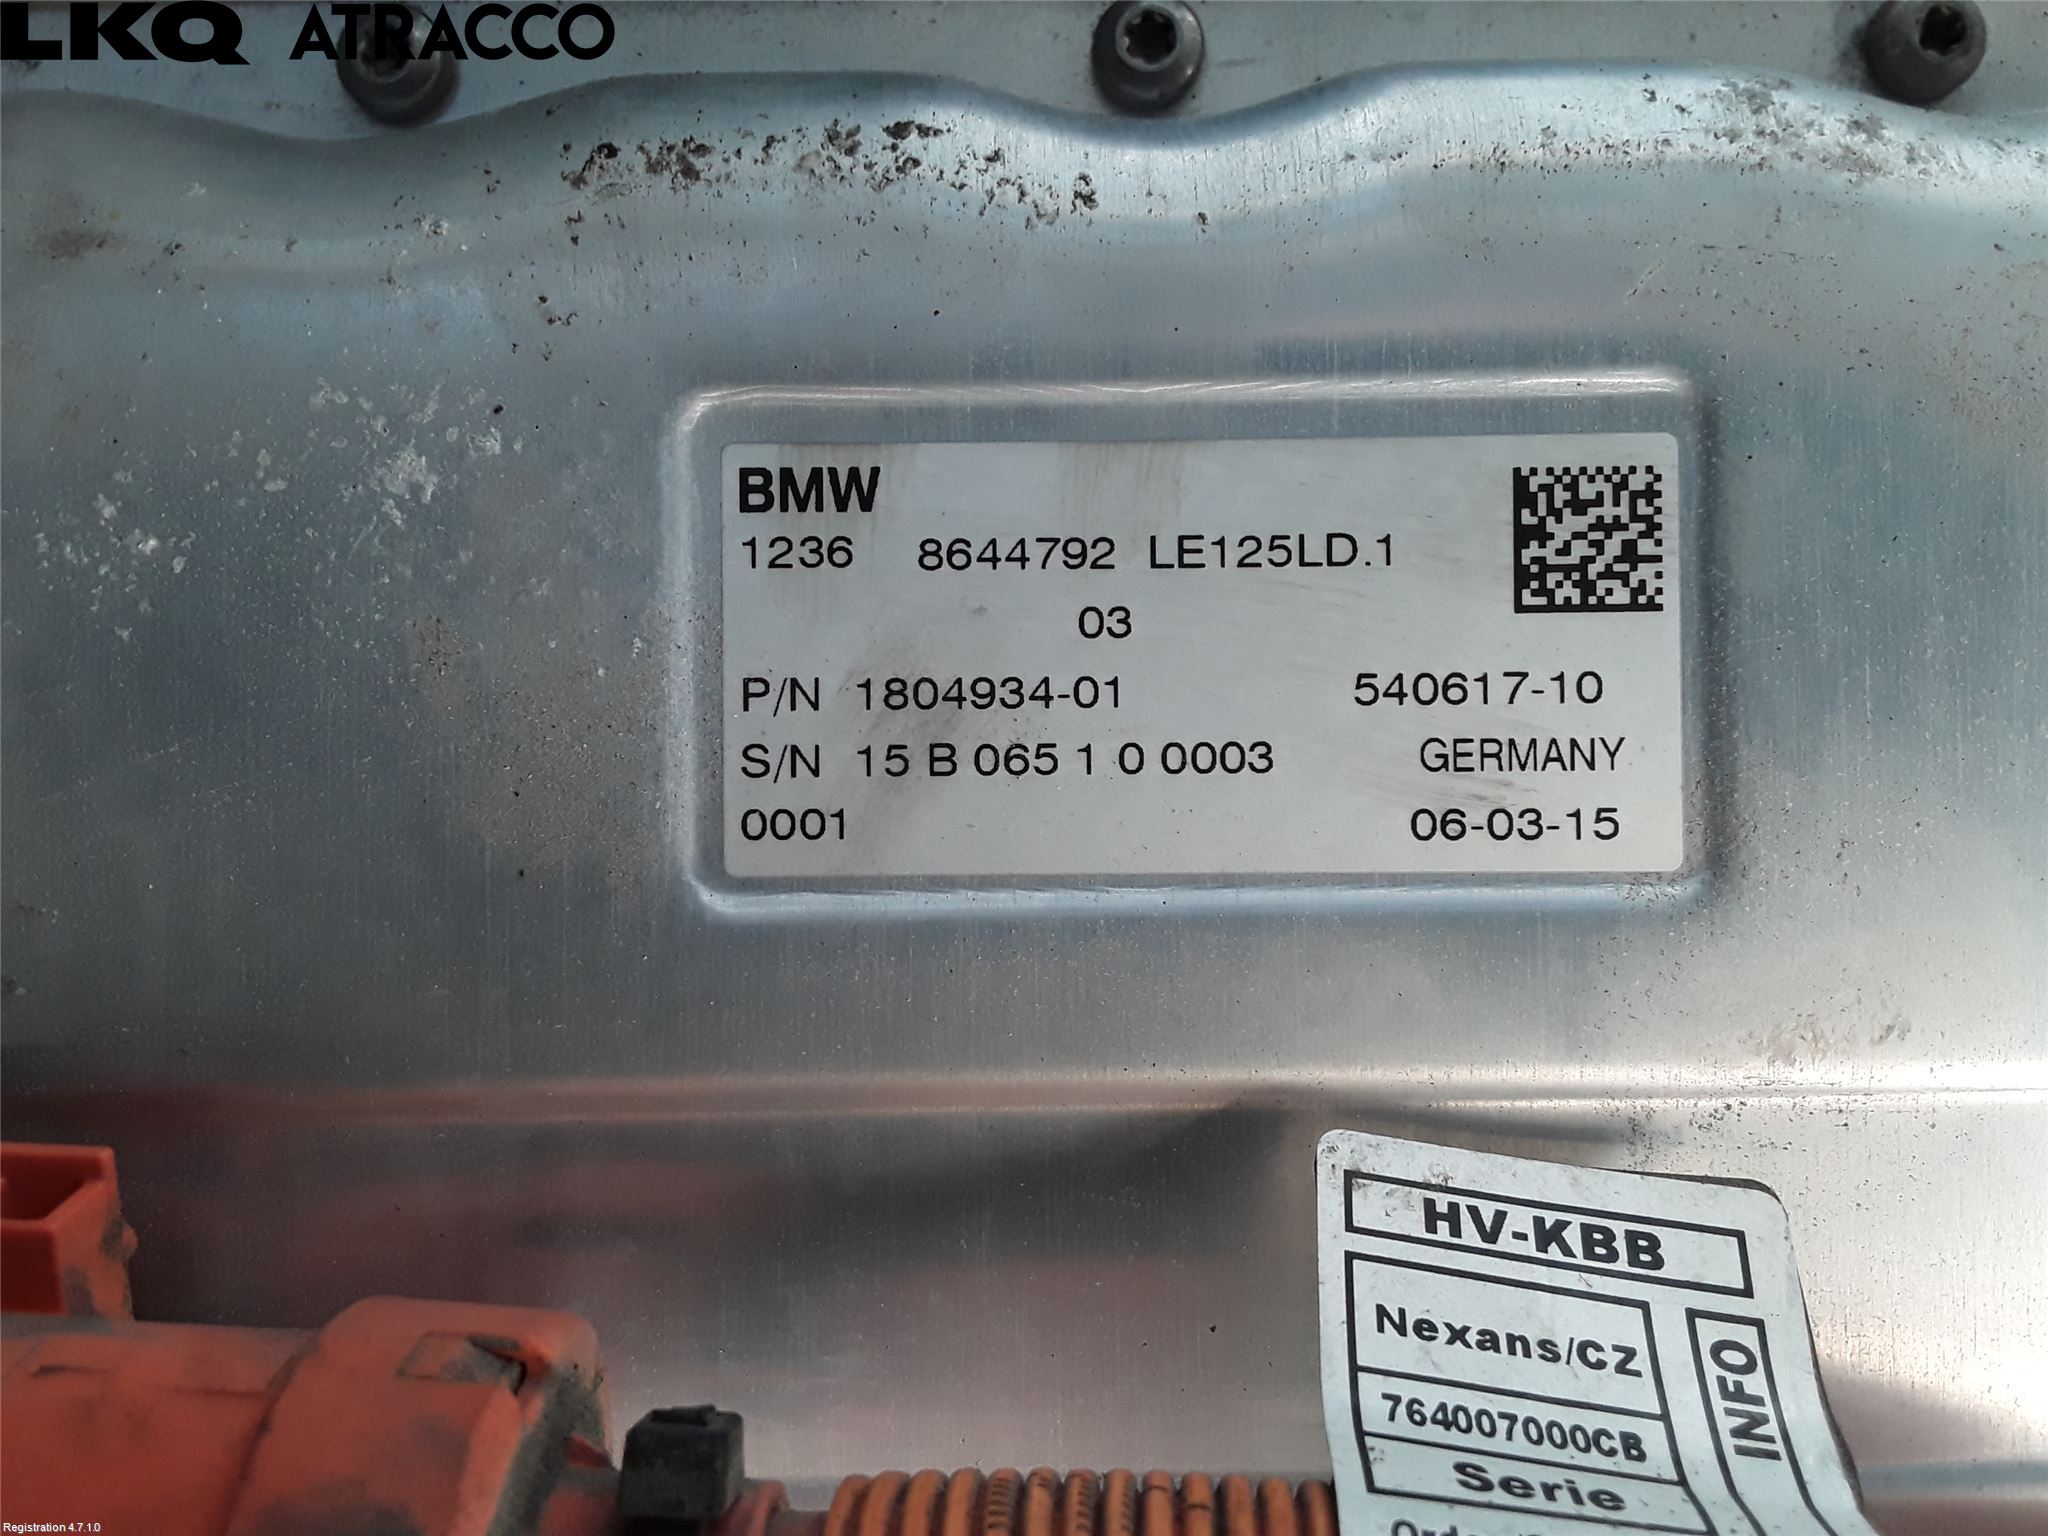 LKQ ATRACCO
BMW
1236 8644792 LE125LD.1
03
P/N 1804934-01 540617-10
S/N 15 B 065 1 0 0003 GERMANY
0001 06-03-15
HV-KBB
Nexans/CZ
764007000CB
Serie
INFO
Registration 4.7.1.0